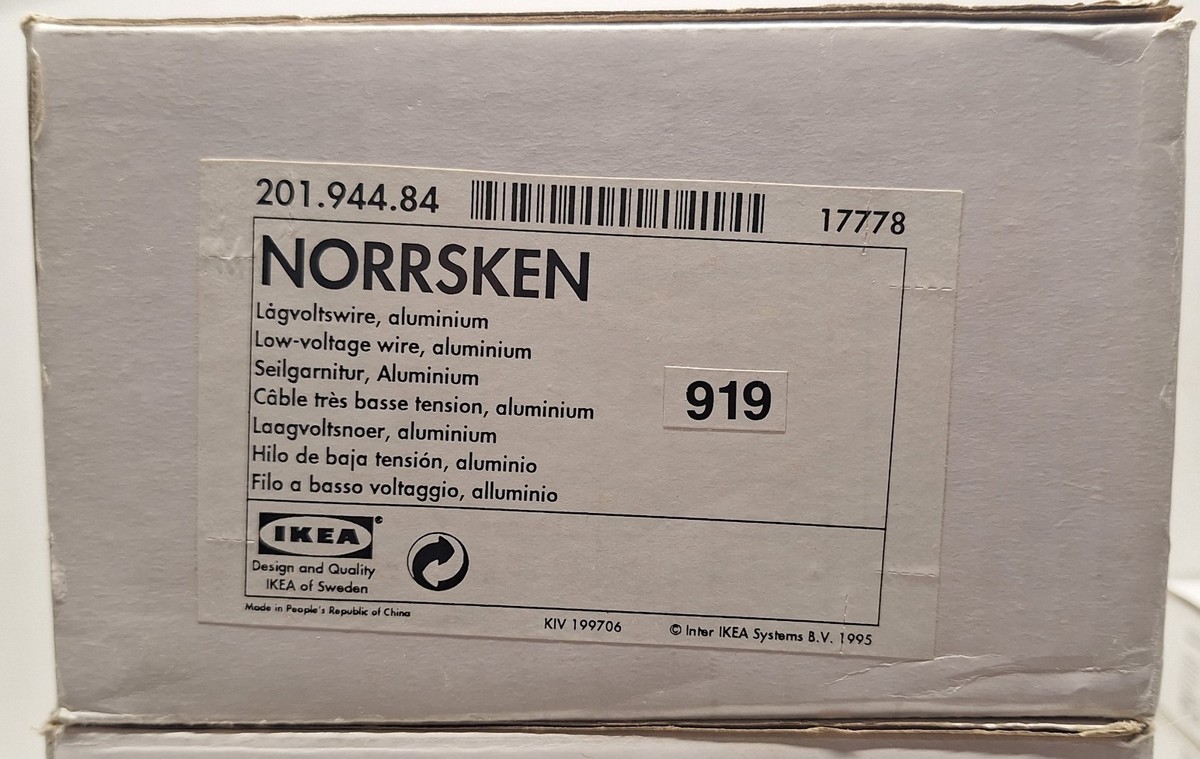 201.944.84 17778
NORRSKEN
Lågvoltswire, aluminium
Low-voltage wire, aluminium
Seilgarnitur, Aluminium
Câble très basse tension, aluminium
Laagvoltsnoer, aluminium
Hilo de baja tensión, aluminio
Filo a basso voltaggio, alluminio
919
IKEA®
Design and Quality
IKEA of Sweden
Made in People's Republic of China
KIV 199706
© Inter IKEA Systems B.V. 1995